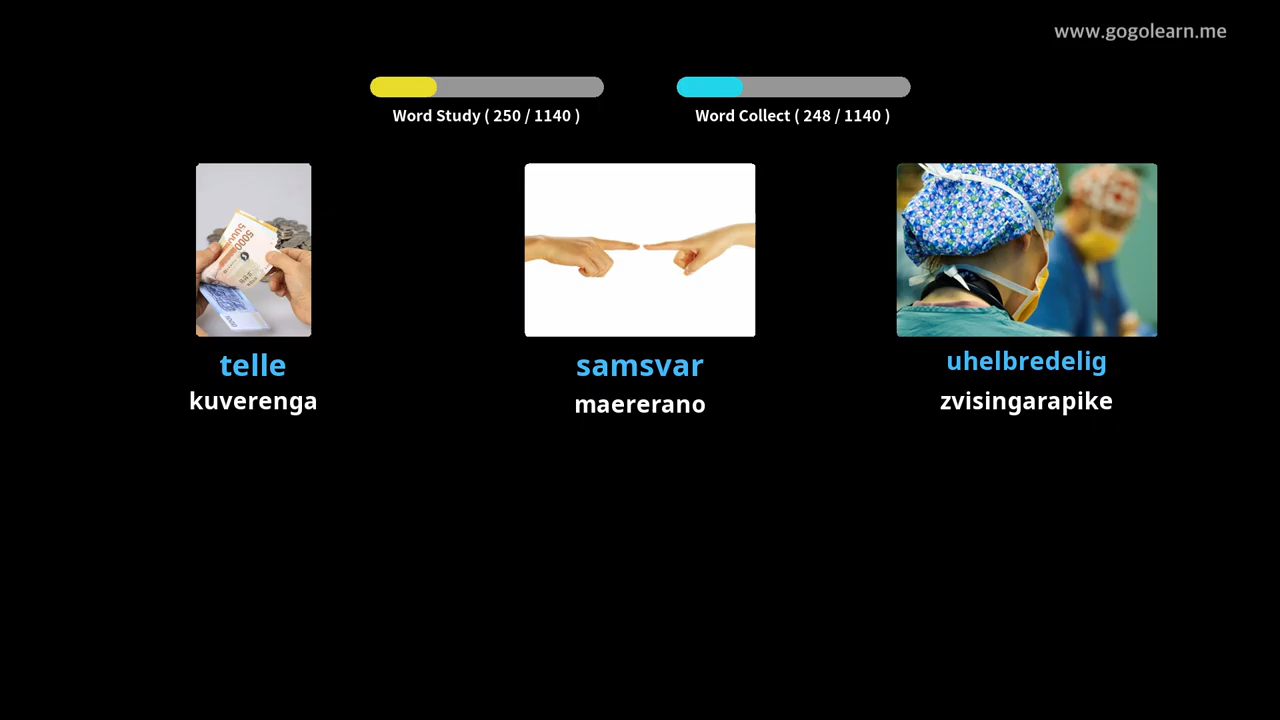 www.gogolearn.me
Word Study ( 250 / 1140 )
Word Collect ( 248 / 1140 )
telle
samsvar
uhelbredelig
kuverenga
maererano
zvisingarapike